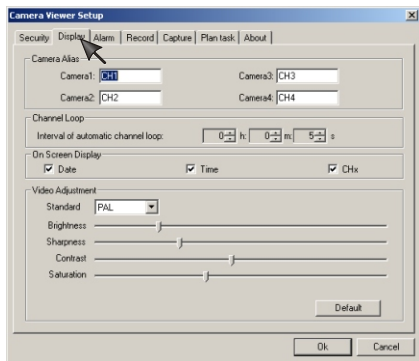 Camera Viewer Setup
Security Display Alarm Record Capture Plan task About
Camera Alias
Camera1: CH1 Camera3: CH3
Camera2: CH2 Camera4: CH4
Channel Loop
Interval of automatic channel loop: 0 h: 0 m: 5 s
On Screen Display
Date Time CHx
Video Adjustment
Standard PAL
Brightness
Sharpness
Contrast
Saturation
Default
Ok Cancel